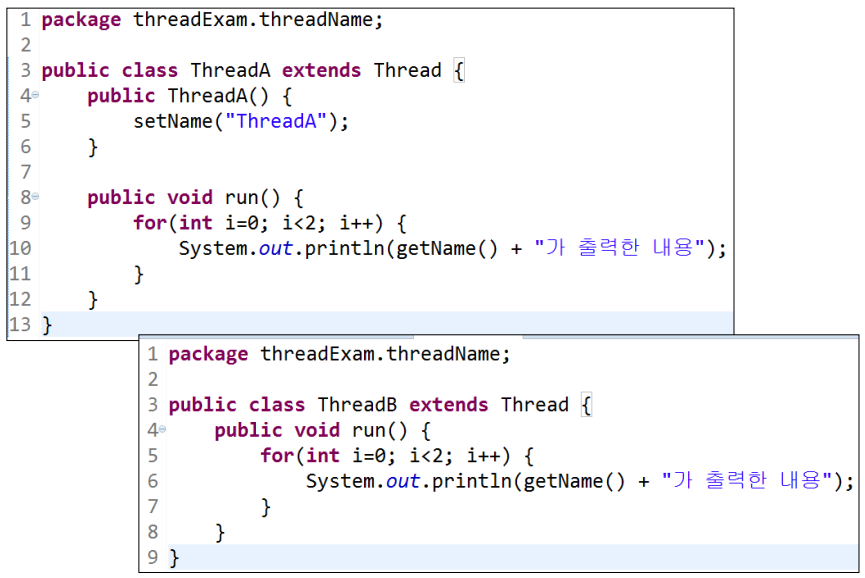 1 package threadExam.threadName;
2
3 public class ThreadA extends Thread {
4     public ThreadA() {
5         setName("ThreadA");
6     }
7
8     public void run() {
9         for(int i=0; i<2; i++) {
10             System.out.println(getName() + "가 출력한 내용");
11         }
12     }
13 }
1 package threadExam.threadName;
2
3 public class ThreadB extends Thread {
4     public void run() {
5         for(int i=0; i<2; i++) {
6             System.out.println(getName() + "가 출력한 내용");
7         }
8     }
9 }